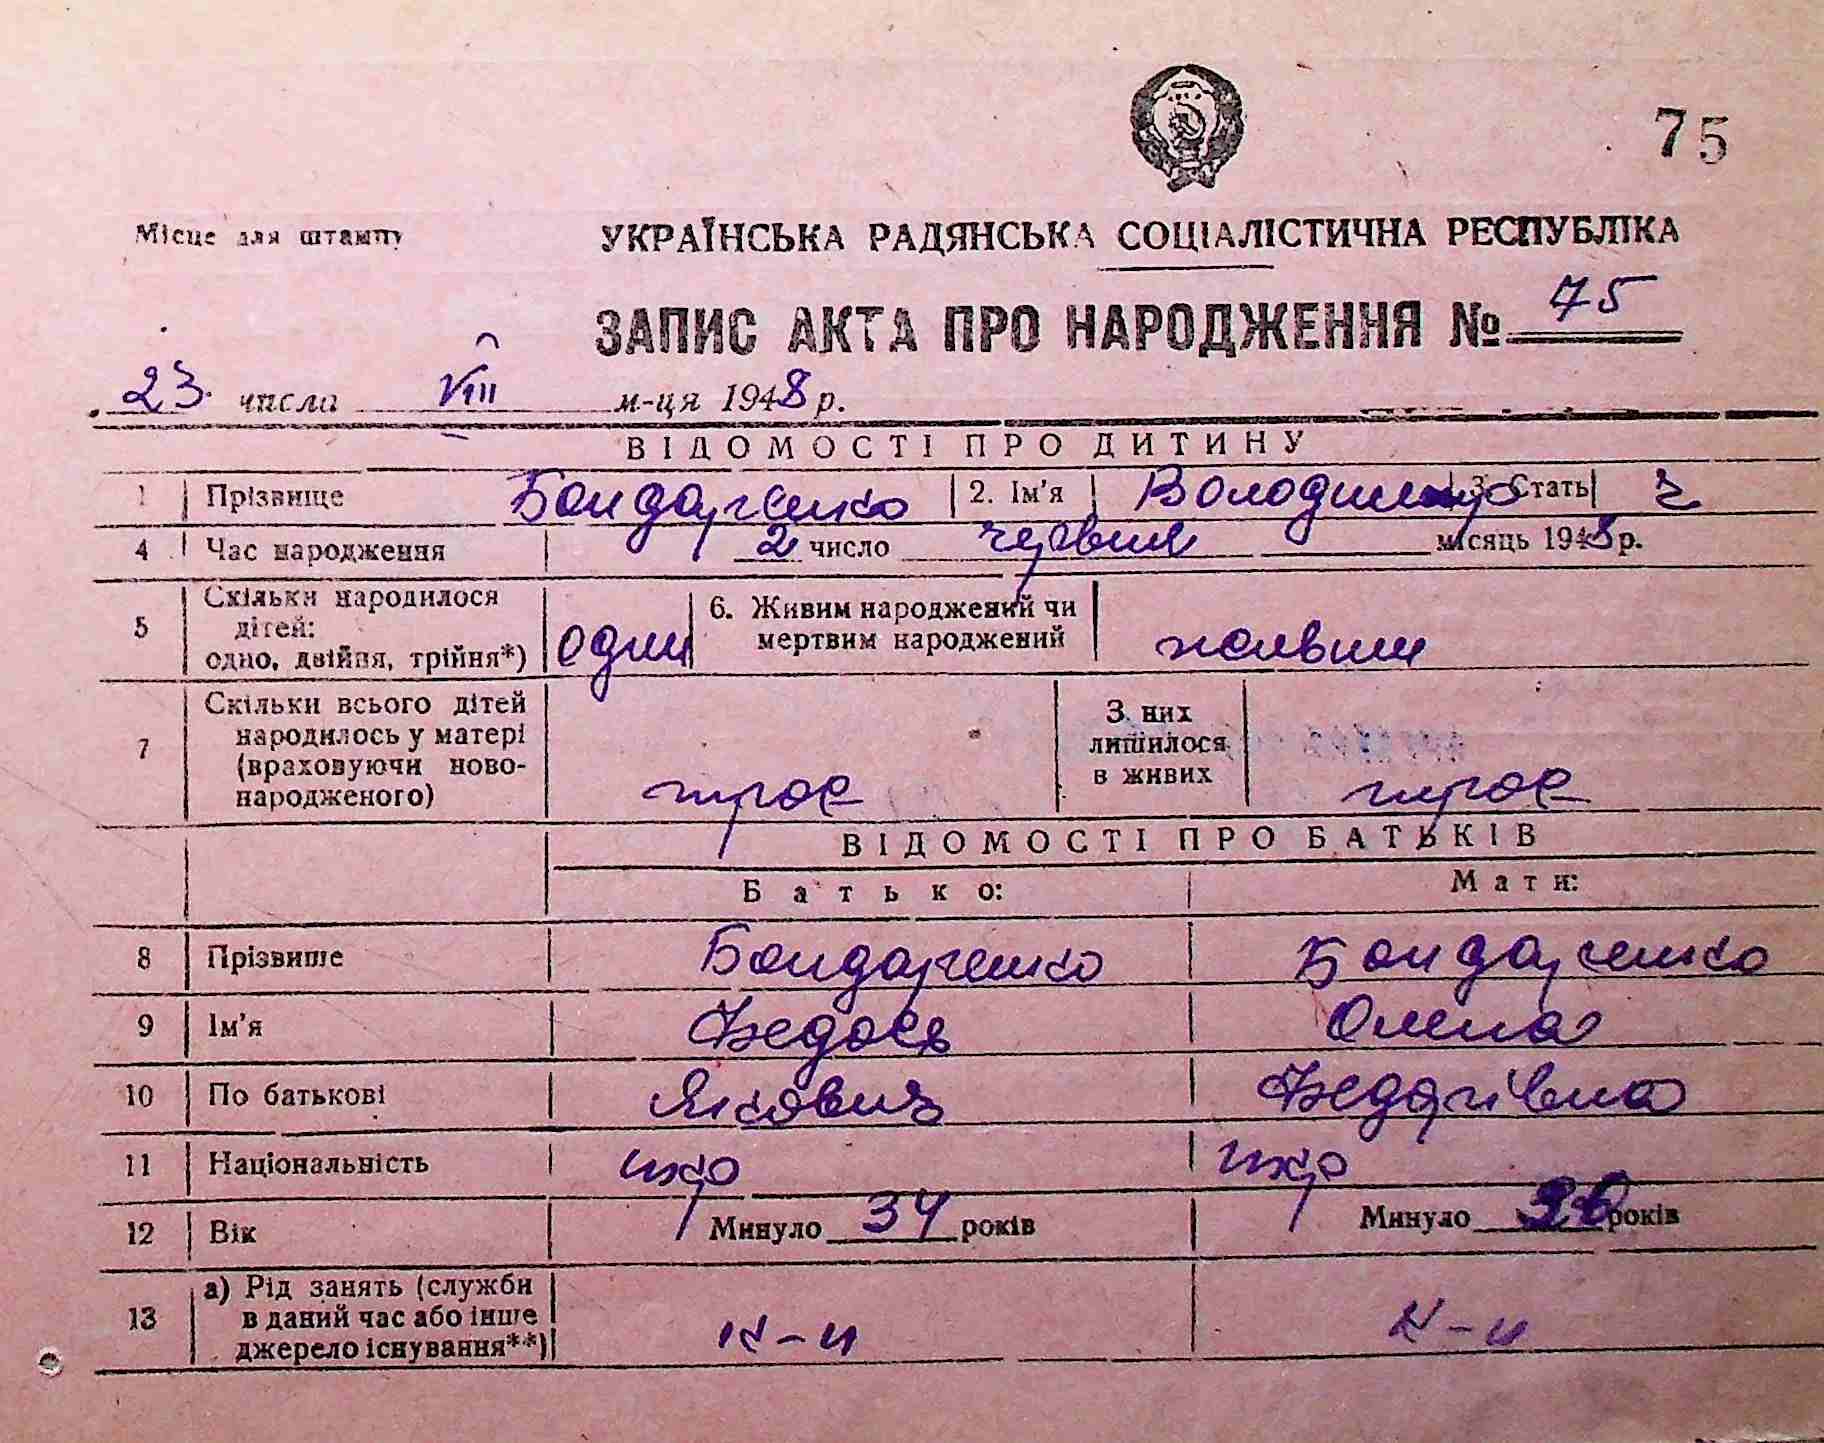 75
Місце для штампу
УКРАЇНСЬКА РАДЯНСЬКА СОЦІАЛІСТИЧНА РЕСПУБЛІКА
ЗАПИС АКТА ПРО НАРОДЖЕННЯ № 75
23 числа VIII м-ця 1948 р.
ВІДОМОСТІ ПРО ДИТИНУ
1 Прізвище Бондаренко 2. Ім'я Володимир 3. Стать ч
4 Час народження 2 число червня місяць 1948 р.
5 Скільки народилося дітей: одно, двійня, трійня*) один 6. Живим народжений чи мертвим народжений живим
7 Скільки всього дітей народилось у матері (враховуючи новонародженого) троє З них лишилося в живих троє
ВІДОМОСТІ ПРО БАТЬКІВ
Батько: Мати:
8 Прізвище Бондаренко Бондаренко
9 Ім'я Федось Олена
10 По батькові Якович Федорівна
11 Національність укр укр
12 Вік Минуло 34 років Минуло років
13 а) Рід занять (служби в даний час або інше джерело існування**) к-и к-и